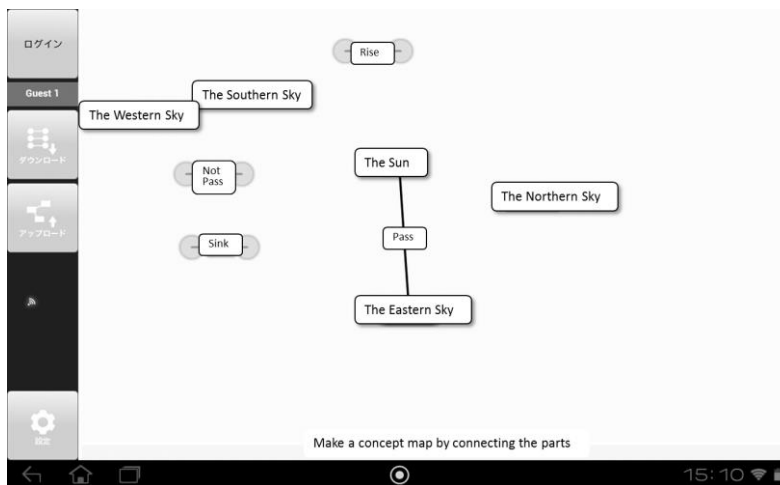 ログイン
Rise
Guest 1
The Southern Sky
The Western Sky
ダウンロード
The Sun
Not
Pass
The Northern Sky
アップロード
Pass
Sink
The Eastern Sky
設定
Make a concept map by connecting the parts
15:10